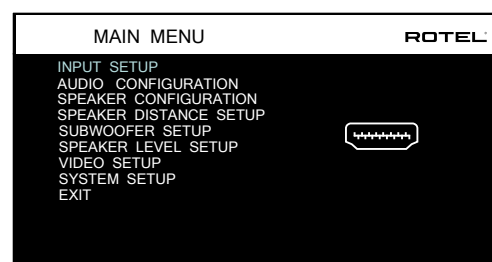 MAIN MENU
ROTEL
INPUT SETUP
AUDIO CONFIGURATION
SPEAKER CONFIGURATION
SPEAKER DISTANCE SETUP
SUBWOOFER SETUP
SPEAKER LEVEL SETUP
VIDEO SETUP
SYSTEM SETUP
EXIT